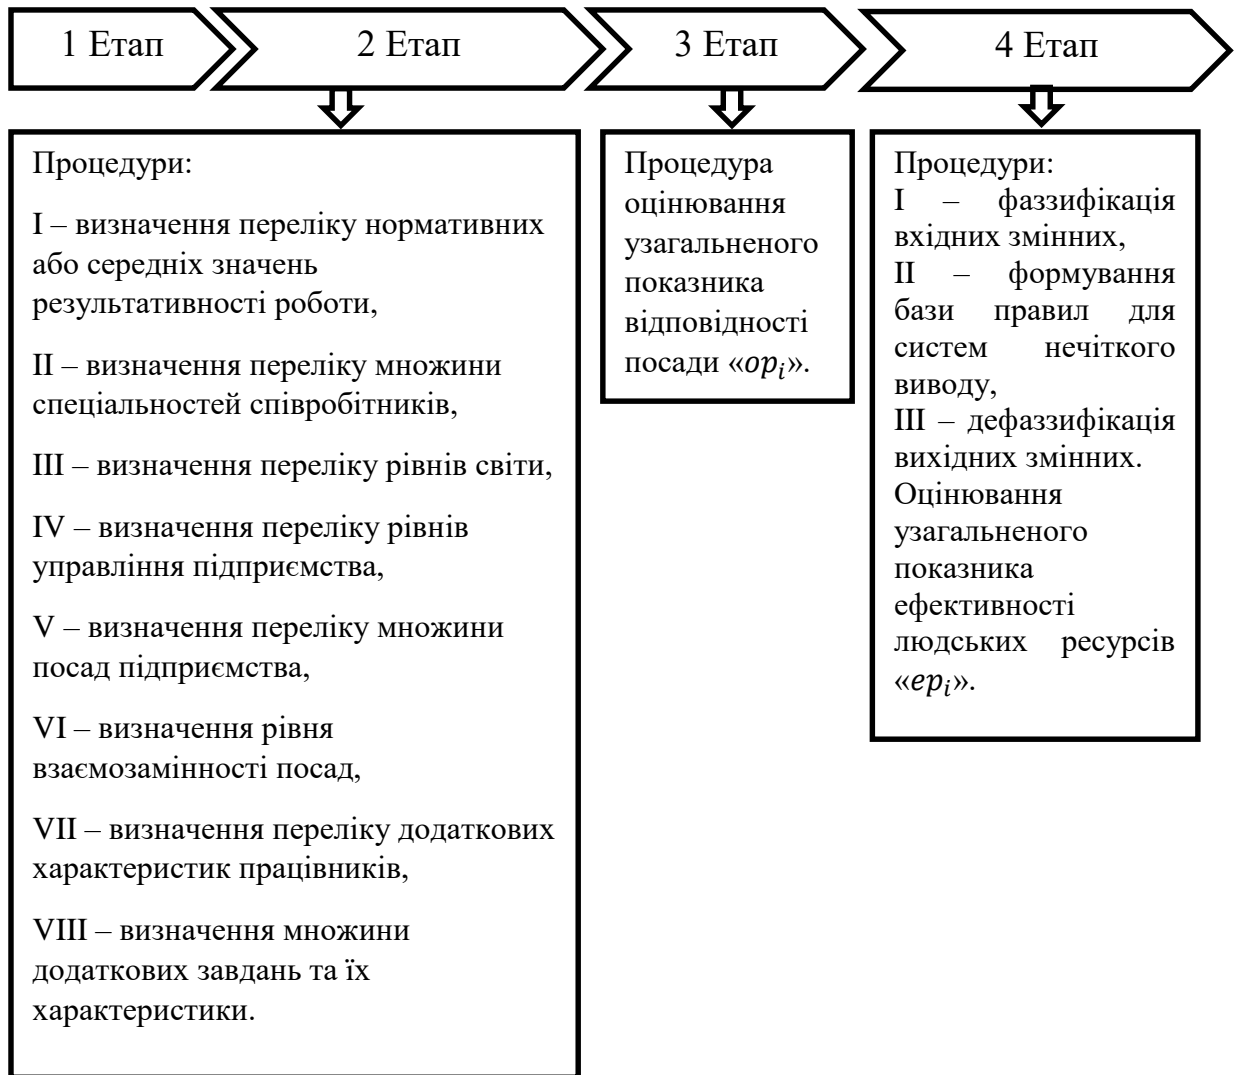 1 Етап
2 Етап
3 Етап
4 Етап
Процедури:
I – визначення переліку нормативних
або середніх значень
результативності роботи,
II – визначення переліку множини
спеціальностей співробітників,
III – визначення переліку рівнів світи,
IV – визначення переліку рівнів
управління підприємства,
V – визначення переліку множини
посад підприємства,
VI – визначення рівня
взаємозамінності посад,
VII – визначення переліку додаткових
характеристик працівників,
VIII – визначення множини
додаткових завдань та їх
характеристики.
Процедура
оцінювання
узагальненого
показника
відповідності
посади «opᵢ».
Процедури:
I – фаззифікація
вхідних змінних,
II – формування
бази правил для
систем нечіткого
виводу,
III – дефаззифікація
вихідних змінних.
Оцінювання
узагальненого
показника
ефективності
людських ресурсів
«epᵢ».